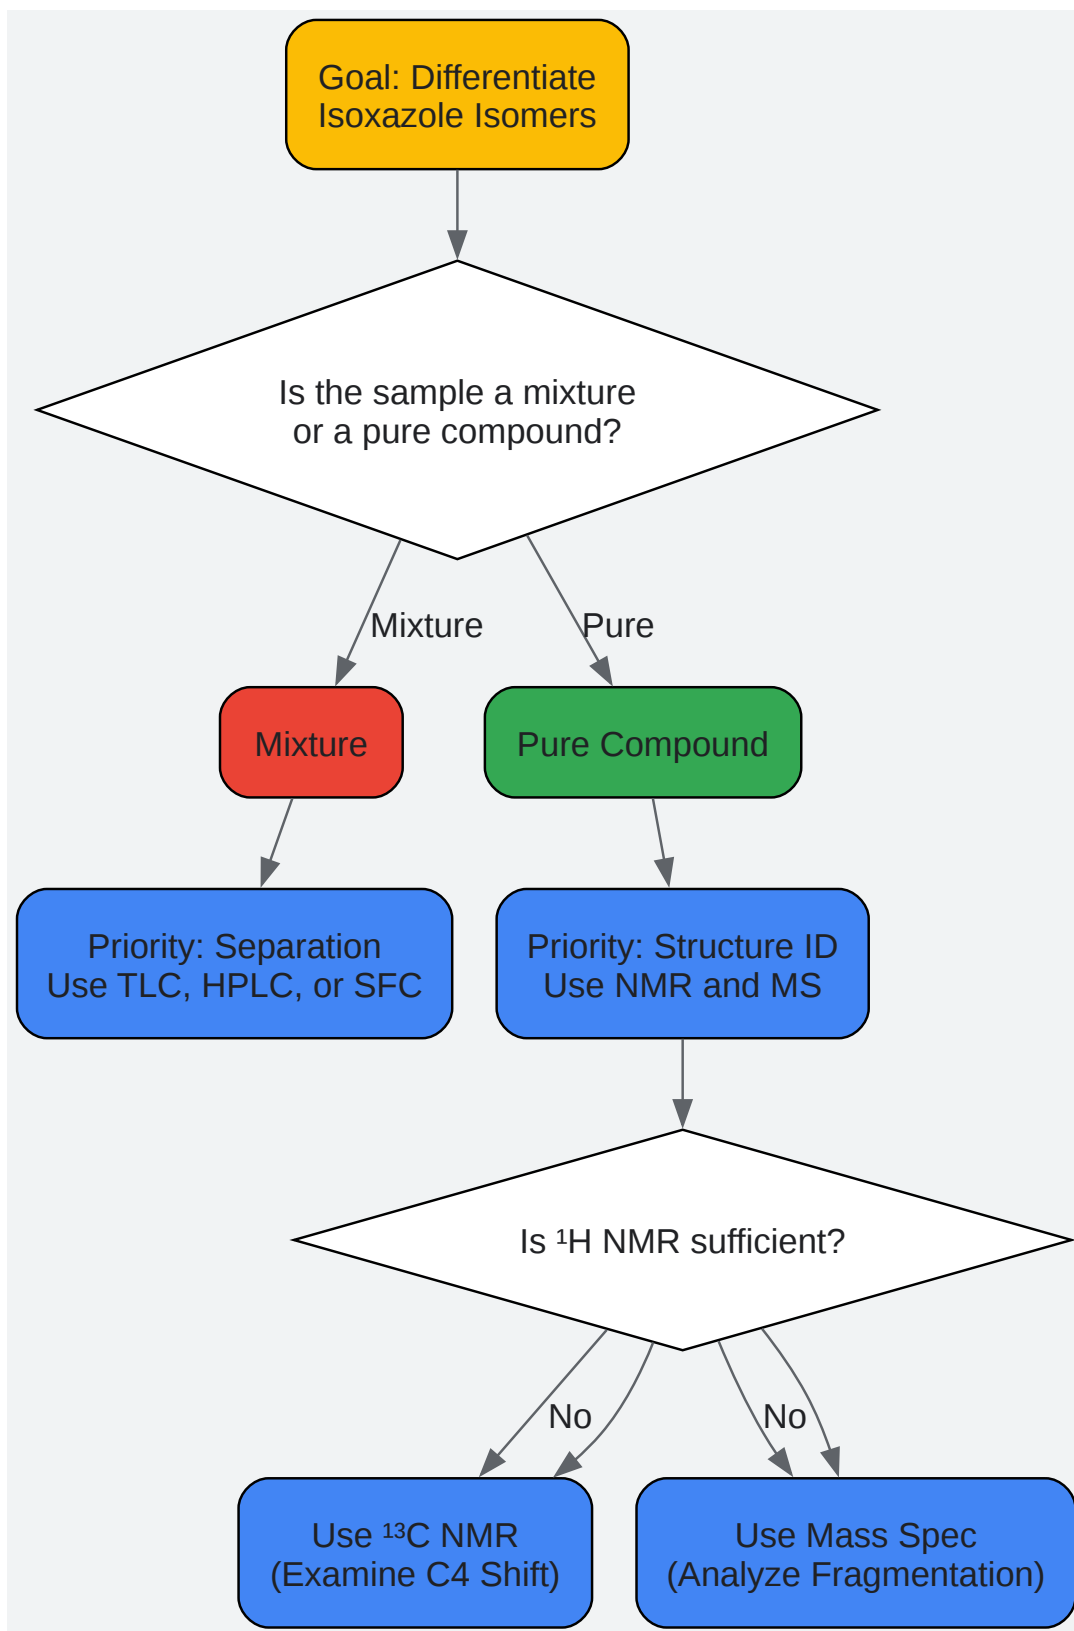 Goal: Differentiate
Isoxazole Isomers
Is the sample a mixture
or a pure compound?
Mixture
Pure
Mixture
Pure Compound
Priority: Separation
Use TLC, HPLC, or SFC
Priority: Structure ID
Use NMR and MS
Is ¹H NMR sufficient?
No
No
Use ¹³C NMR
(Examine C4 Shift)
Use Mass Spec
(Analyze Fragmentation)